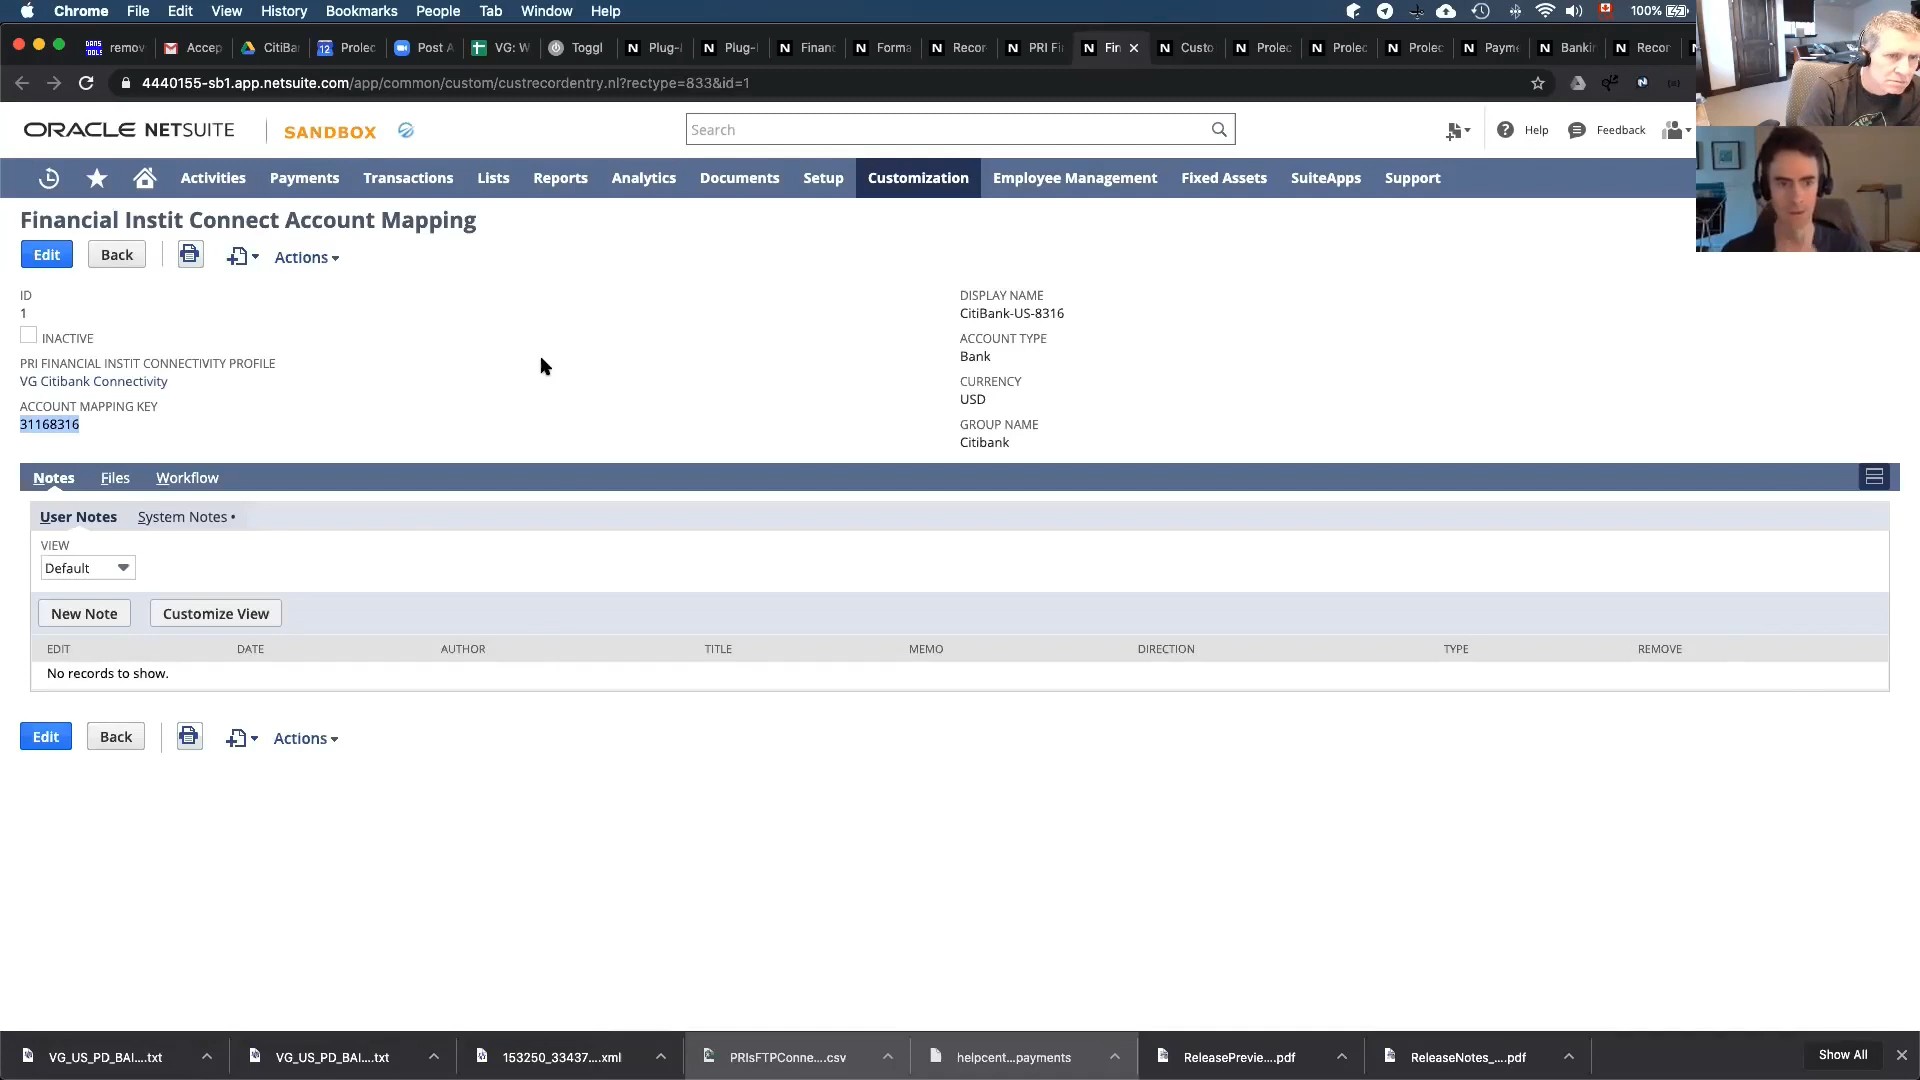 Chrome File Edit View History Bookmarks People Tab Window Help 100%
remov Accep CitiBa Prolec Post A VG: W Toggl Plug-I Plug-I Financ Forma Recor PRI Fi Fin Custo Prolec Prolec Prolec Payme Bankin Recor
4440155-sb1.app.netsuite.com/app/common/custom/custrecordentry.nl?rectype=833&id=1
ORACLE NETSUITE SANDBOX Search Help Feedback
Activities Payments Transactions Lists Reports Analytics Documents Setup Customization Employee Management Fixed Assets SuiteApps Support
Financial Instit Connect Account Mapping
Edit Back Actions
ID
1
INACTIVE
PRI FINANCIAL INSTIT CONNECTIVITY PROFILE
VG Citibank Connectivity
ACCOUNT MAPPING KEY
31168316
DISPLAY NAME
CitiBank-US-8316
ACCOUNT TYPE
Bank
CURRENCY
USD
GROUP NAME
Citibank
Notes Files Workflow
User Notes System Notes •
VIEW
Default
New Note Customize View
EDIT DATE AUTHOR TITLE MEMO DIRECTION TYPE REMOVE
No records to show.
Edit Back Actions
VG_US_PD_BAI....txt VG_US_PD_BAI....txt 153250_33437....xml PRIsFTPConne....csv helpcent...payments ReleasePrevie....pdf ReleaseNotes_....pdf Show All